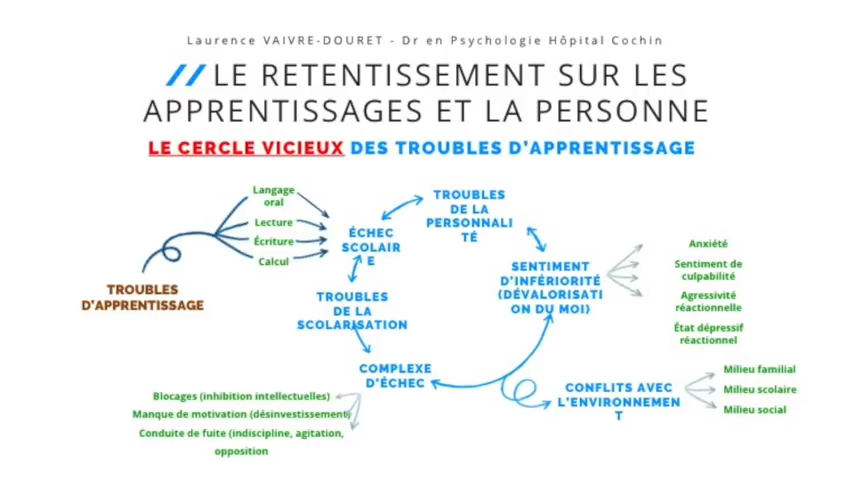 Laurence VAIVRE-DOURET - Dr en Psychologie Hôpital Cochin
// LE RETENTISSEMENT SUR LES
APPRENTISSAGES ET LA PERSONNE
LE CERCLE VICIEUX DES TROUBLES D'APPRENTISSAGE
TROUBLES
D'APPRENTISSAGE
Langage
oral
Lecture
Écriture
Calcul
ÉCHEC
SCOLAIR
E
TROUBLES
DE LA
PERSONNALI
TÉ
SENTIMENT
D'INFÉRIORITÉ
(DÉVALORISATI
ON DU MOI)
Anxiété
Sentiment de
culpabilité
Agressivité
réactionnelle
État dépressif
réactionnel
TROUBLES
DE LA
SCOLARISATION
COMPLEXE
D'ÉCHEC
Blocages (inhibition intellectuelles)
Manque de motivation (désinvestissement)
Conduite de fuite (indiscipline, agitation,
opposition
CONFLITS AVEC
L'ENVIRONNEMEN
T
Milieu familial
Milieu scolaire
Milieu social